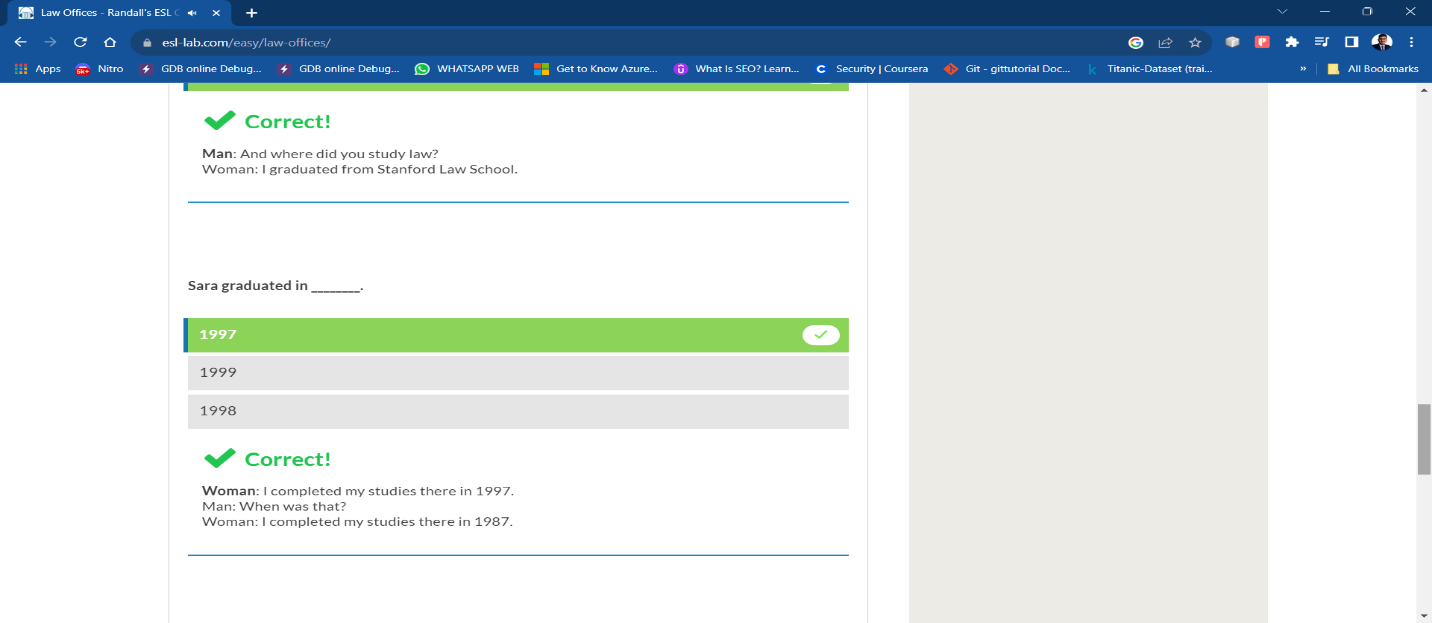 Law Offices - Randall's ESL
esl-lab.com/easy/law-offices/
Apps Nitro GDB online Debug... GDB online Debug... WHATSAPP WEB Get to Know Azure... What Is SEO? Learn... Security | Coursera Git - gittutorial Doc... Titanic-Dataset (trai... » All Bookmarks
Correct!
Man: And where did you study law?
Woman: I graduated from Stanford Law School.
Sara graduated in ________.
1997
1999
1998
Correct!
Woman: I completed my studies there in 1997.
Man: When was that?
Woman: I completed my studies there in 1987.